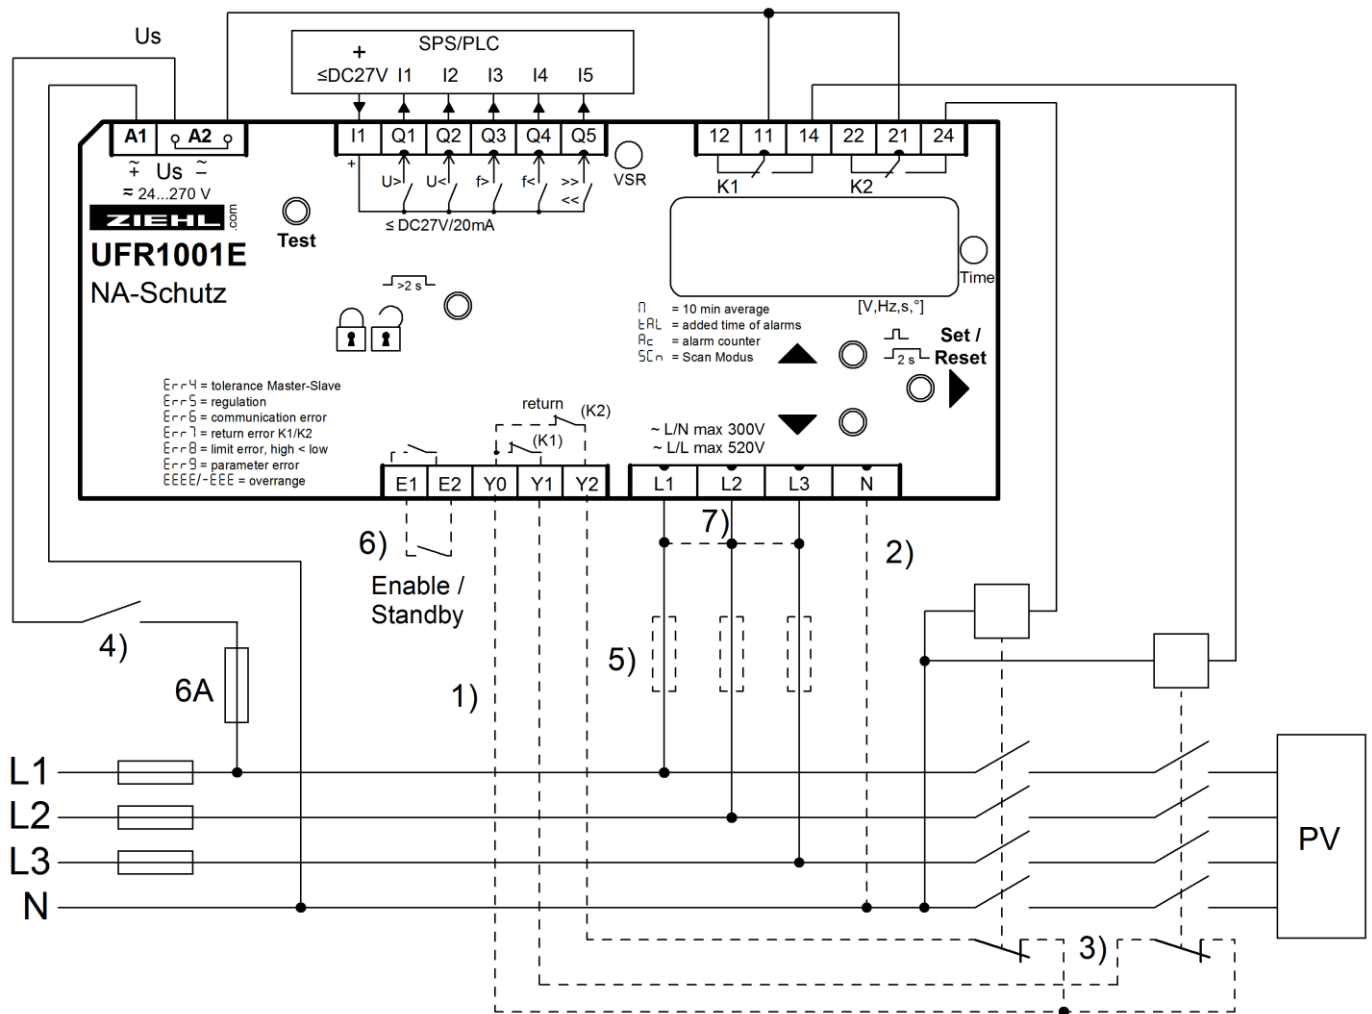 Us
SPS/PLC
+
≤DC27V I1 I2 I3 I4 I5
A1 A2
I1 Q1 Q2 Q3 Q4 Q5
12 11 14 22 21 24
~ ~
+ Us −
≂ 24...270 V
+ U> U< f> f< >>
<<
VSR
K1 K2
≤ DC27V/20mA
ZIEHL .com
Test
UFR1001E
NA-Schutz
>2 s
Time
[V,Hz,s,°]
n = 10 min average
tAL = added time of alarms
Ac = alarm counter
SCn = Scan Modus
Set /
Reset
2 s
Err4 = tolerance Master-Slave
Err5 = regulation
Err6 = communication error
Err7 = return error K1/K2
Err8 = limit error, high < low
Err9 = parameter error
EEEE/-EEE = overrange
return (K2)
(K1)
~ L/N max 300V
~ L/L max 520V
E1 E2 Y0 Y1 Y2
L1 L2 L3 N
6)
7)
2)
Enable /
Standby
4)
5)
1)
6A
L1
L2
L3
N
PV
3)